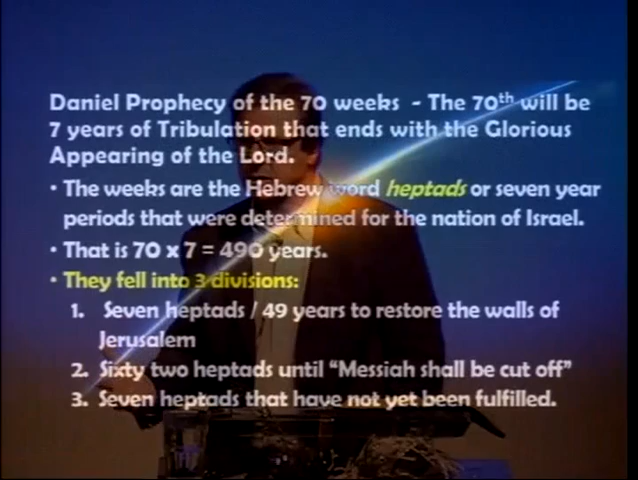 Daniel Prophecy of the 70 weeks - The 70th will be
7 years of Tribulation that ends with the Glorious
Appearing of the Lord.
• The weeks are the Hebrew word heptads or seven year
periods that were determined for the nation of Israel.
• That is 70 x 7 = 490 years.
• They fell into 3 divisions:
1. Seven heptads / 49 years to restore the walls of
Jerusalem
2. Sixty two heptads until “Messiah shall be cut off”
3. Seven heptads that have not yet been fulfilled.